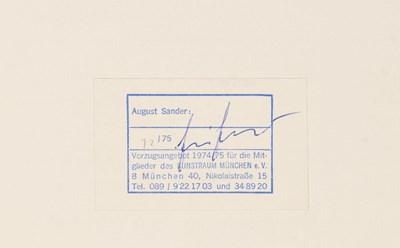 August Sander:
72/75
Vorzugsangebot 1974/75 für die Mit-
glieder des KUNSTRAUM MÜNCHEN e.V.
8 München 40, Nikolaistraße 15
Tel. 089 / 9 22 17 03 und 34 89 20